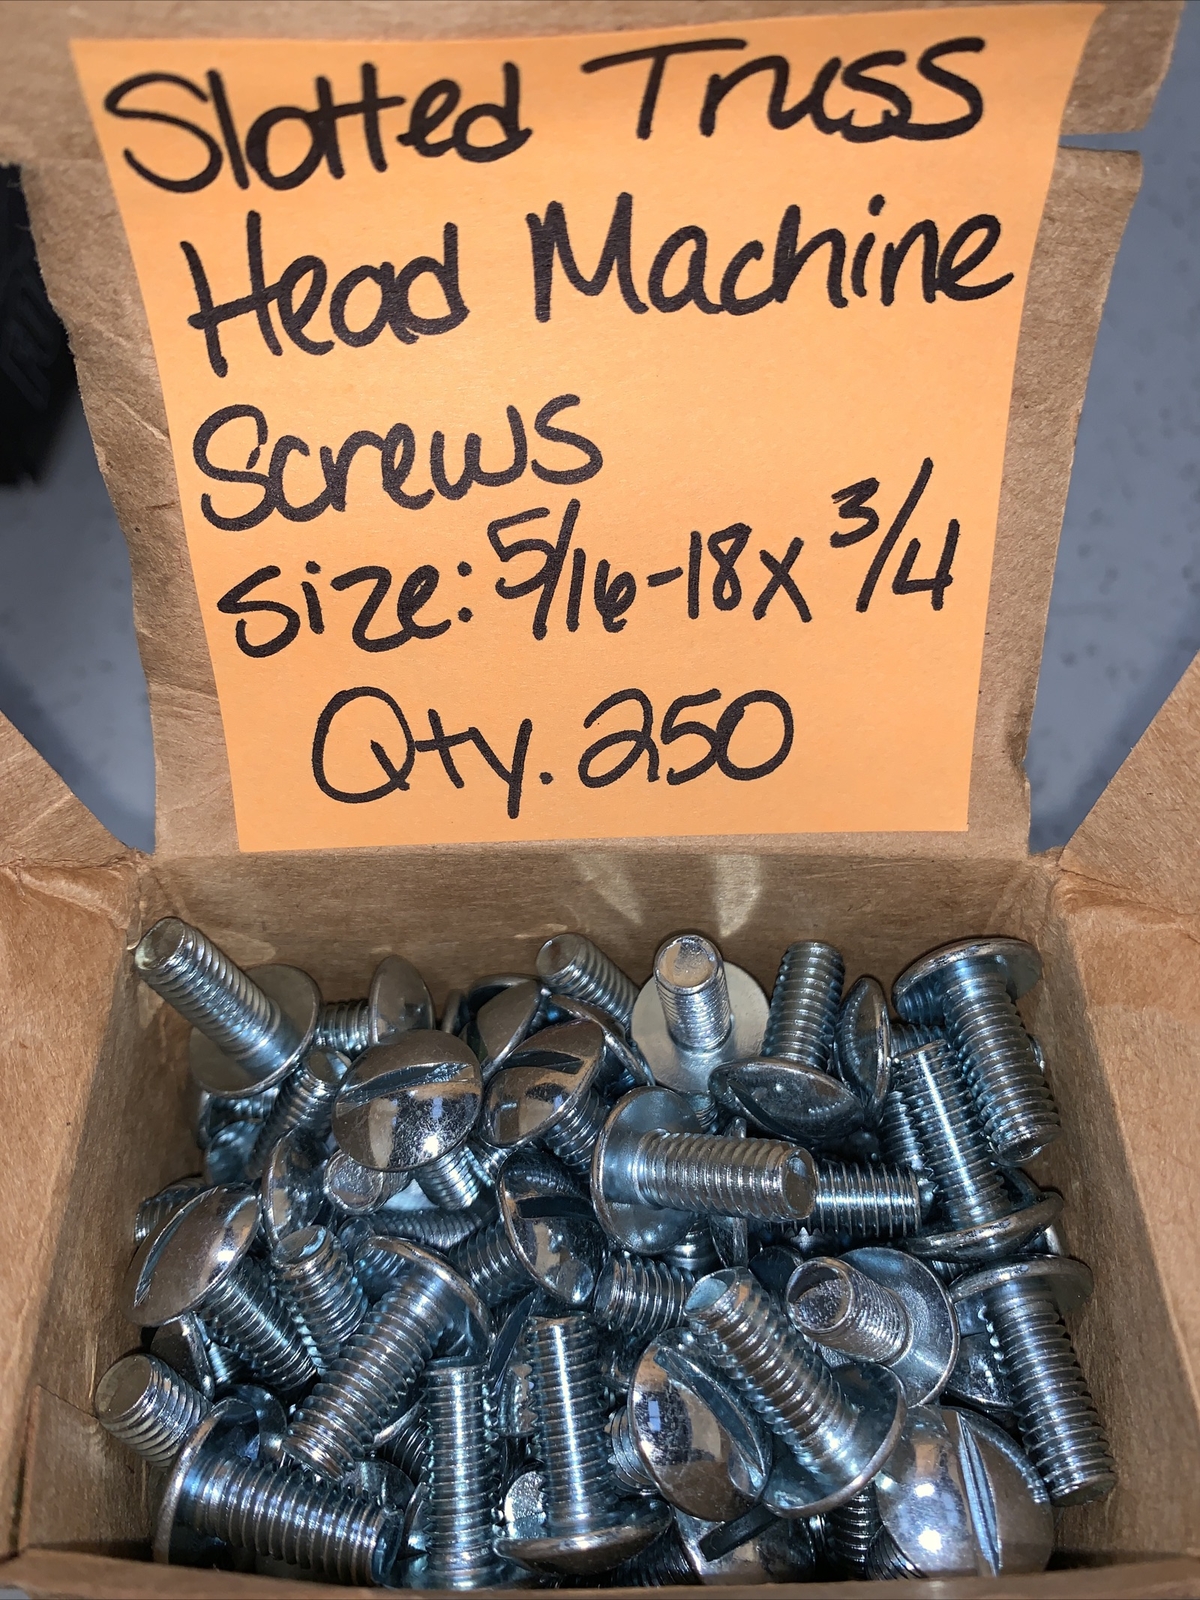 Slotted Truss
Head Machine
Screws
Size: 5/16-18x 3/4
Qty. 250